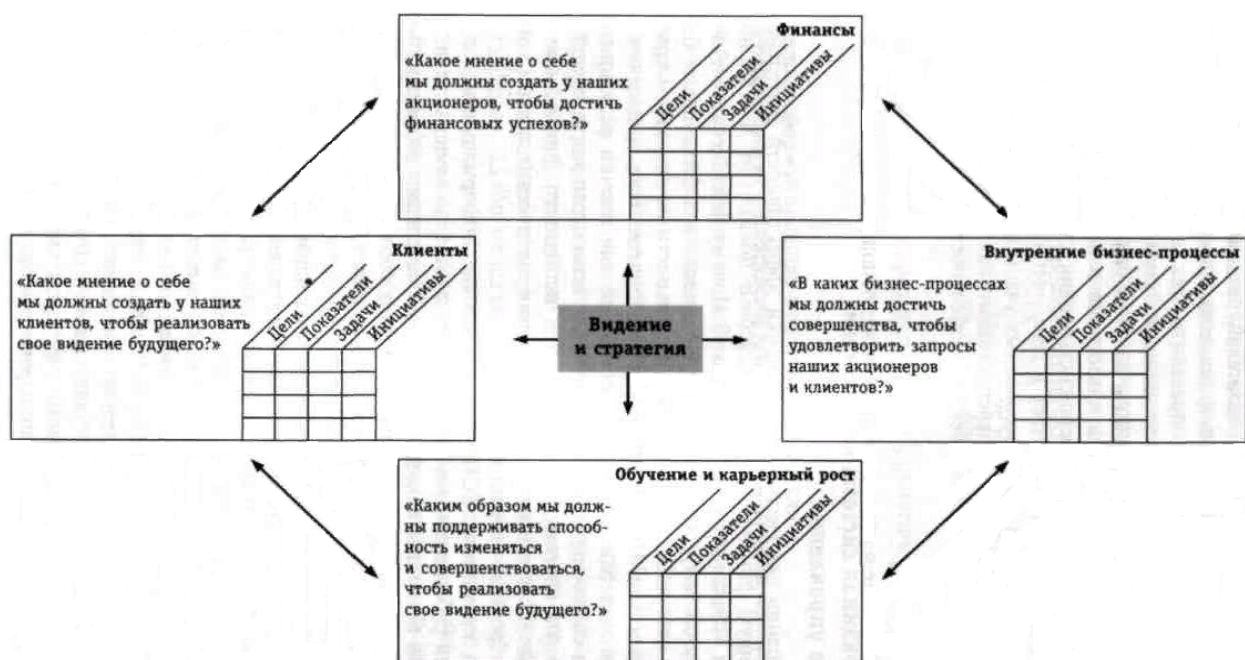 Финансы
«Какое мнение о себе
мы должны создать у наших
акционеров, чтобы достичь
финансовых успехов?»
Цели
Показатели
Задачи
Инициативы
Клиенты
«Какое мнение о себе
мы должны создать у наших
клиентов, чтобы реализовать
свое видение будущего?»
Цели
Показатели
Задачи
Инициативы
Видение
и стратегия
Внутренние бизнес-процессы
«В каких бизнес-процессах
мы должны достичь
совершенства, чтобы
удовлетворить запросы
наших акционеров
и клиентов?»
Цели
Показатели
Задачи
Инициативы
Обучение и карьерный рост
«Каким образом мы долж-
ны поддерживать способ-
ность изменяться
и совершенствоваться,
чтобы реализовать
свое видение будущего?»
Цели
Показатели
Задачи
Инициативы